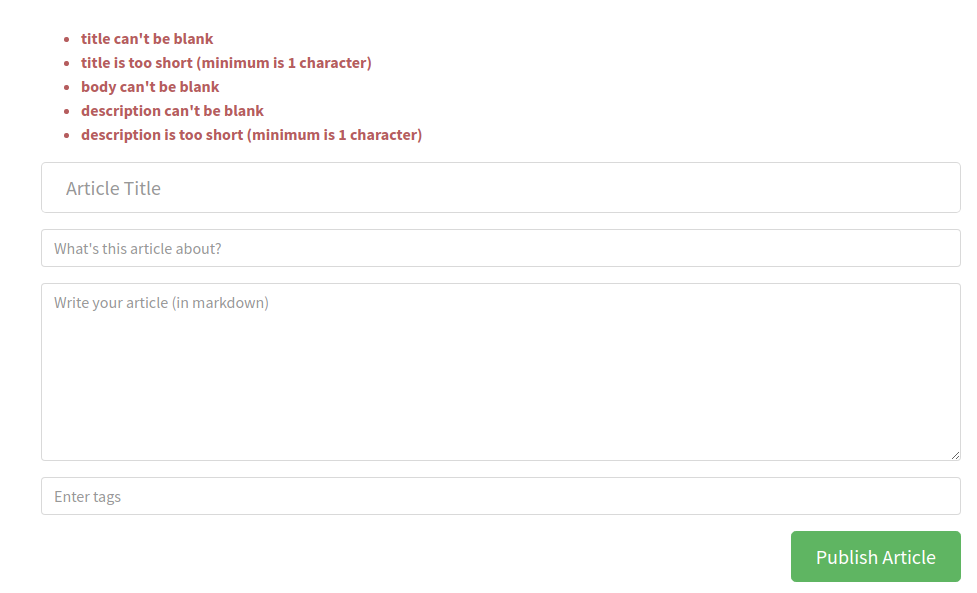 title can't be blank
title is too short (minimum is 1 character)
body can't be blank
description can't be blank
description is too short (minimum is 1 character)
Article Title
What's this article about?
Write your article (in markdown)
Enter tags
Publish Article